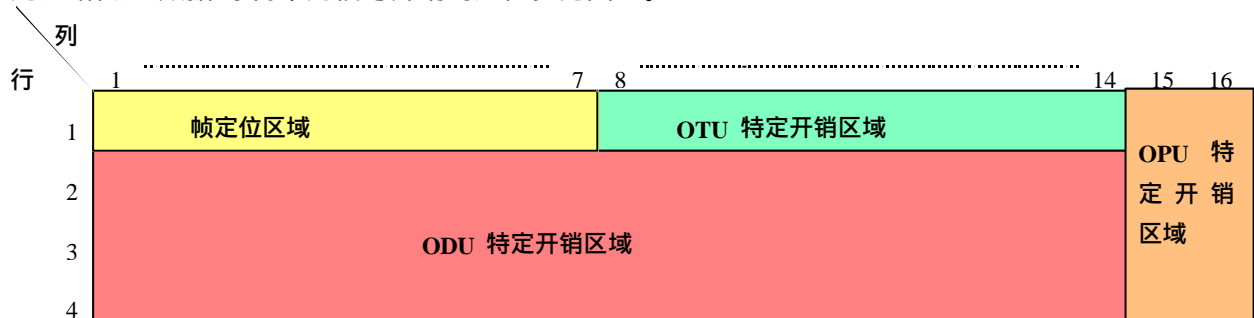 列
行
1 7 8 14 15 16
1 帧定位区域 OTU 特定开销区域
OPU 特
定 开 销
区域
2
3 ODU 特定开销区域
4